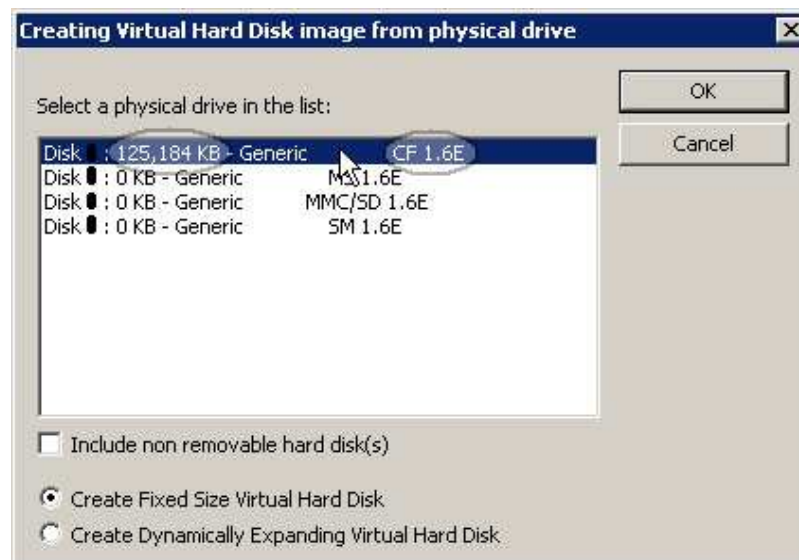 Creating Virtual Hard Disk image from physical drive
Select a physical drive in the list:
OK
Cancel
Disk : 125,184 KB - Generic CF 1.6E
Disk : 0 KB - Generic 1.6E
Disk : 0 KB - Generic MMC/SD 1.6E
Disk : 0 KB - Generic SM 1.6E
Include non removable hard disk(s)
Create Fixed Size Virtual Hard Disk
Create Dynamically Expanding Virtual Hard Disk